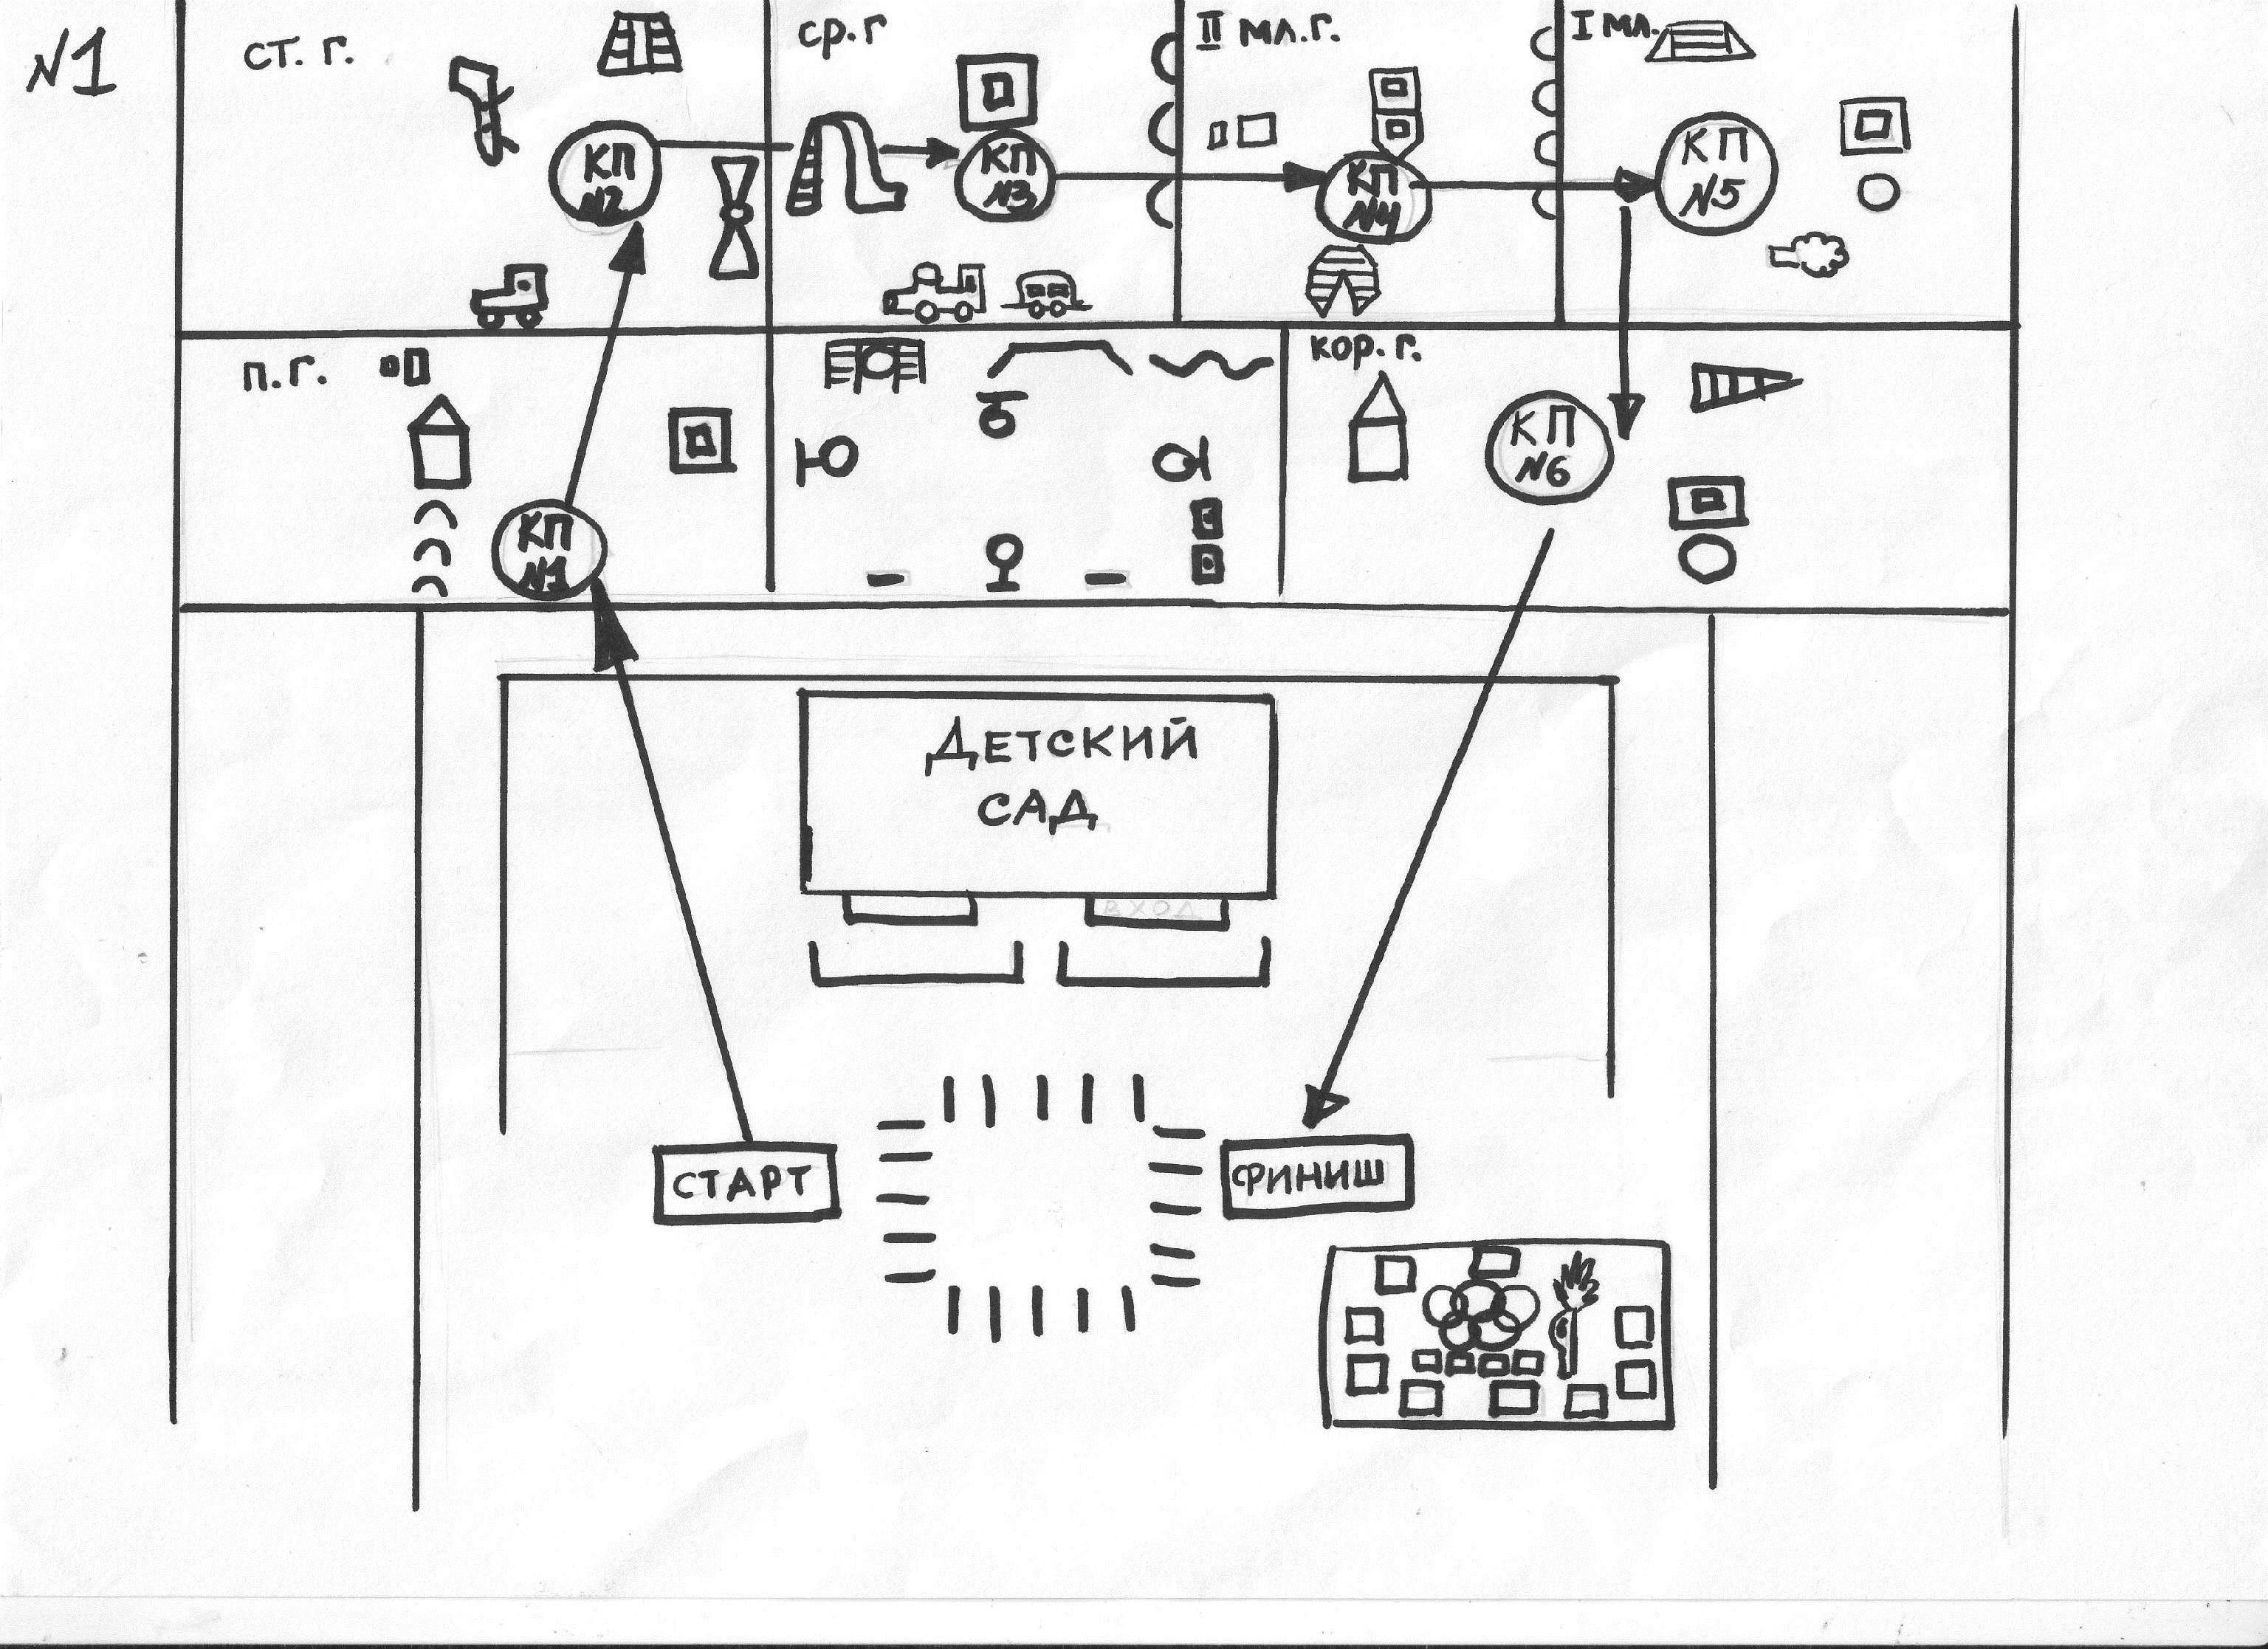 №1
СТ. Г.
СР. Г
II МЛ. Г.
I МЛ.
КП
№2
КП
№3
КП
№4
КП
№5
П. Г.
КОР. Г.
КП
№1
КП
№6
ДЕТСКИЙ
САД
ВХОД
СТАРТ
ФИНИШ